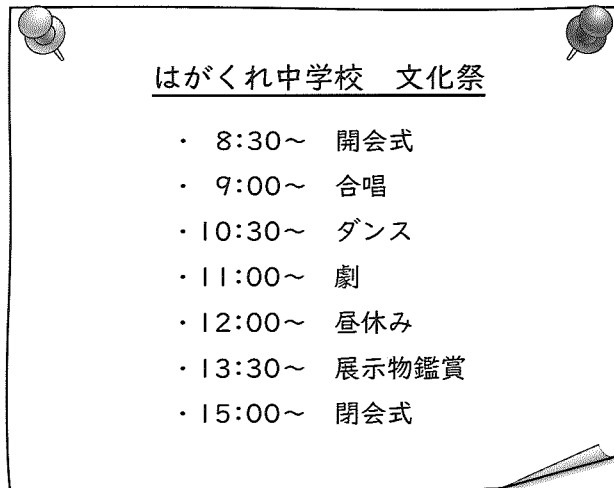 はがくれ中学校　文化祭
・ 8:30～　開会式
・ 9:00～　合唱
・10:30～　ダンス
・11:00～　劇
・12:00～　昼休み
・13:30～　展示物鑑賞
・15:00～　閉会式